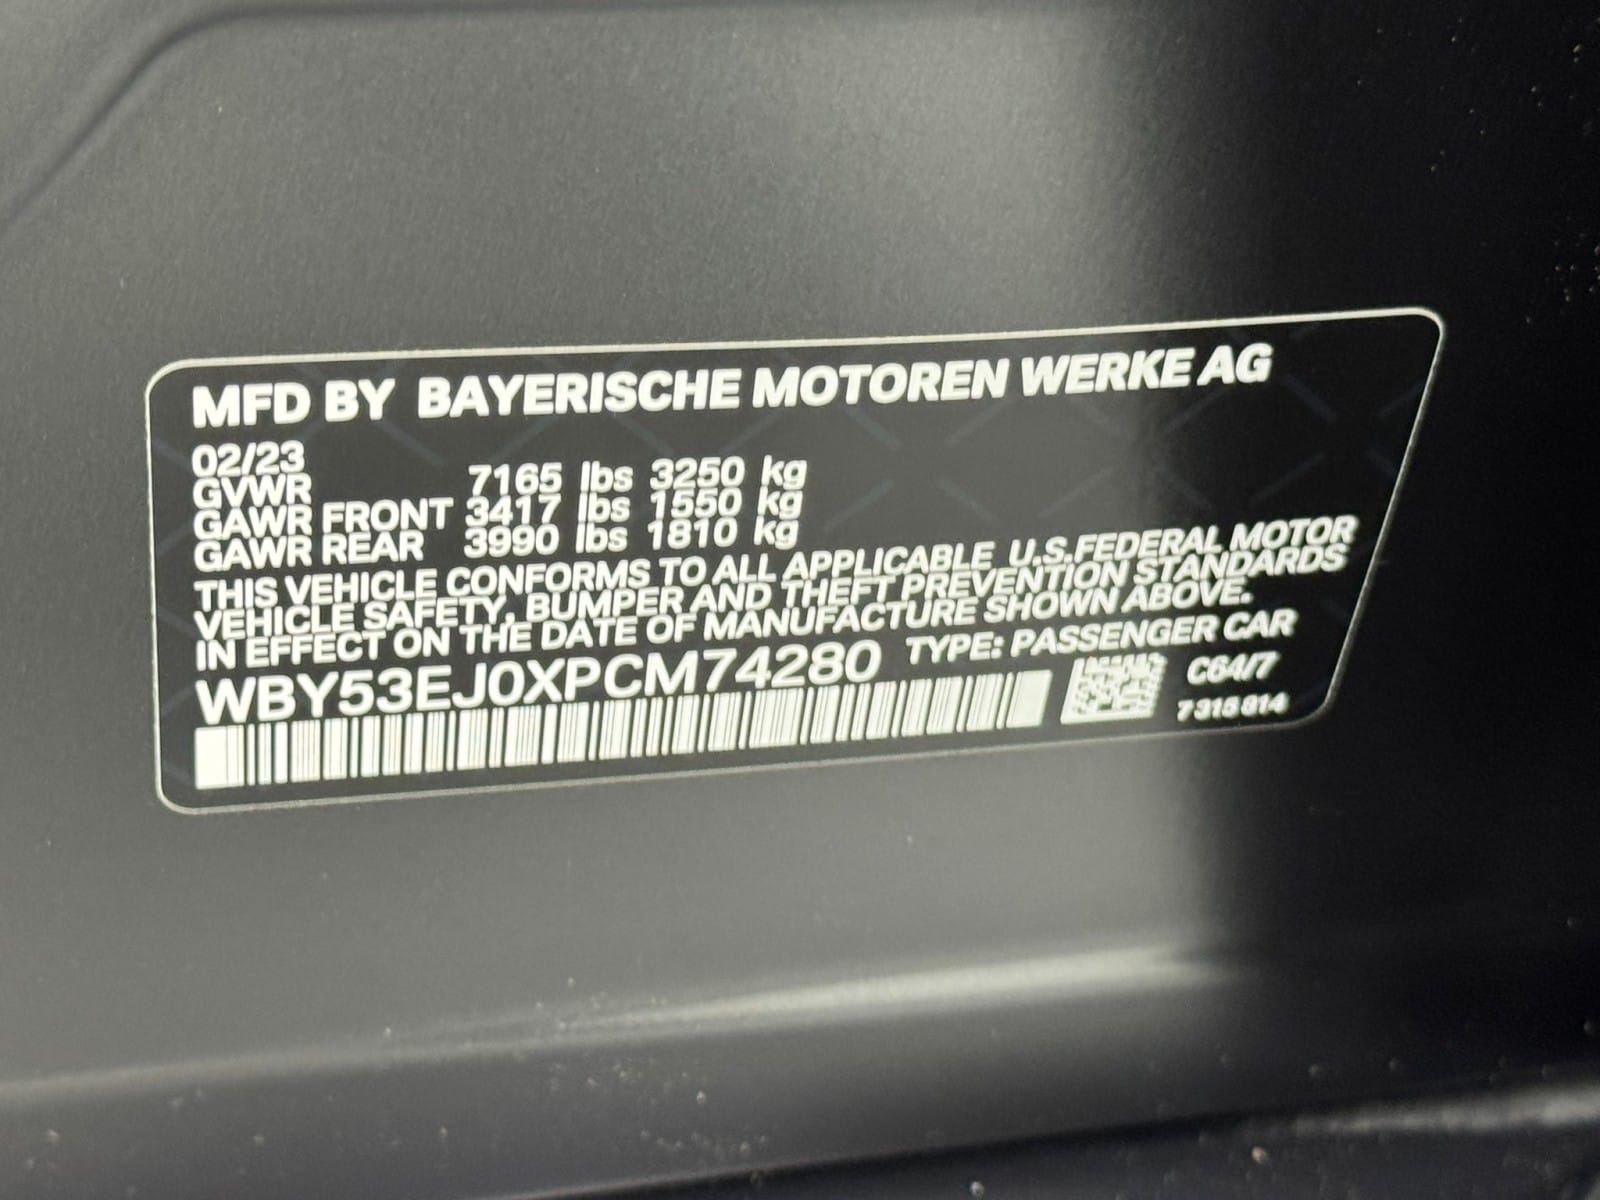 MFD BY BAYERISCHE MOTOREN WERKE AG
02/23
GVWR 7165 lbs 3250 kg
GAWR FRONT 3417 lbs 1550 kg
GAWR REAR 3990 lbs 1810 kg
THIS VEHICLE CONFORMS TO ALL APPLICABLE U.S.FEDERAL MOTOR
VEHICLE SAFETY, BUMPER AND THEFT PREVENTION STANDARDS
IN EFFECT ON THE DATE OF MANUFACTURE SHOWN ABOVE.
WBY53EJ0XPCM74280 TYPE: PASSENGER CAR
C64/7
7 315 814